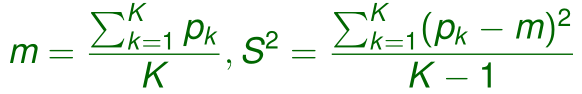 m = \frac{\sum_{k=1}^{K} p_k}{K}, S^2 = \frac{\sum_{k=1}^{K} (p_k - m)^2}{K - 1}